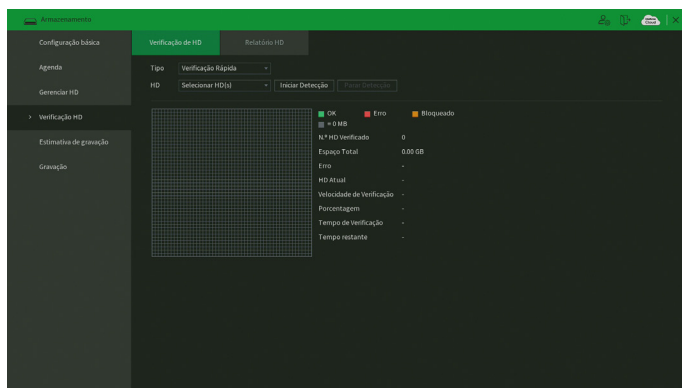 Armazenamento
Configuração básica
Agenda
Gerenciar HD
> Verificação HD
Estimativa de gravação
Gravação
Verificação de HD Relatório HD
Tipo Verificação Rápida
HD Selecionar HD(s) Iniciar Detecção Parar Detecção
OK Erro Bloqueado
= 0 MB
N.º HD Verificado 0
Espaço Total 0.00 GB
Erro -
HD Atual -
Velocidade de Verificação -
Porcentagem -
Tempo de Verificação -
Tempo restante -